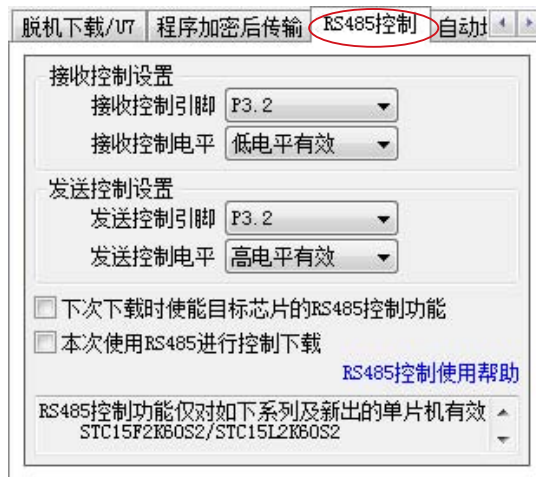 脱机下载/U7 程序加密后传输 RS485控制
接收控制设置
接收控制引脚 P3.2
接收控制电平 低电平有效
发送控制设置
发送控制引脚 P3.2
发送控制电平 高电平有效
下次下载时使能目标芯片的RS485控制功能
本次使用RS485进行控制下载
RS485控制使用帮助
RS485控制功能仅对如下系列及新出的单片机有效
STC15F2K60S2/STC15L2K60S2